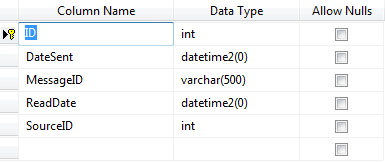 Column Name Data Type Allow Nulls
ID int
DateSent datetime2(0)
MessageID varchar(500)
ReadDate datetime2(0)
SourceID int